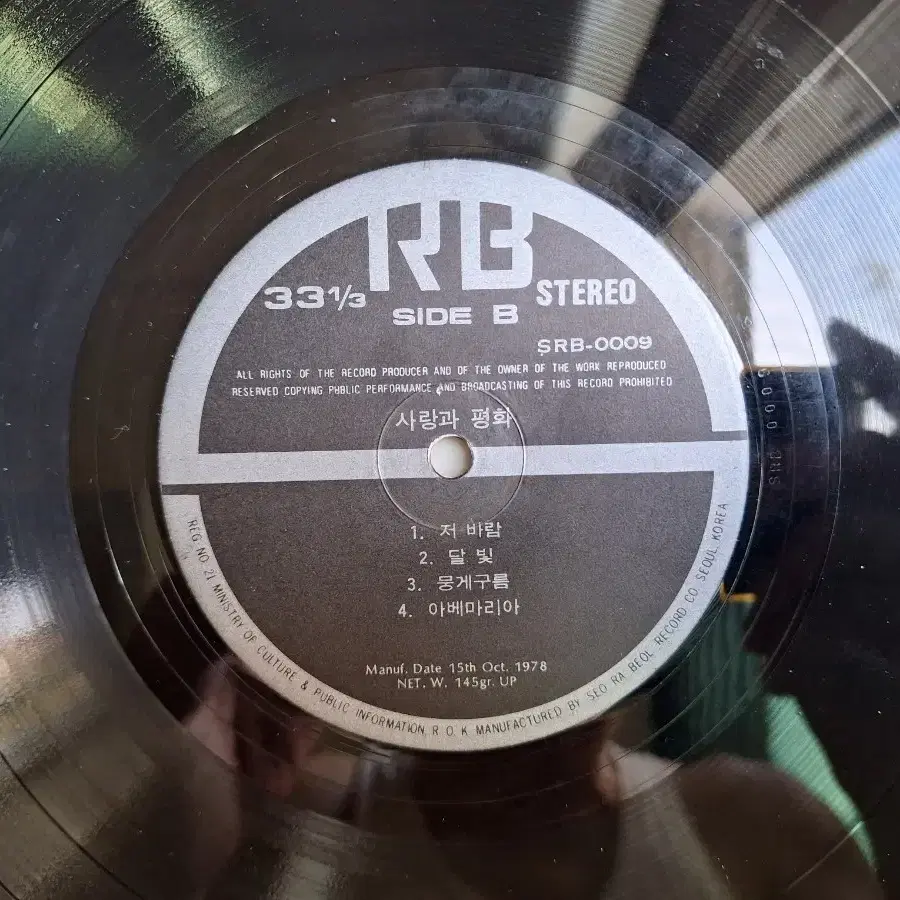 RB
33 1/3
STEREO
SIDE B
SRB-0009
ALL RIGHTS OF THE RECORD PRODUCER AND OF THE OWNER OF THE WORK REPRODUCED
RESERVED COPYING PUBLIC PERFORMANCE AND BROADCASTING OF THIS RECORD PROHIBITED
사랑과 평화
1. 저 바람
2. 달 빛
3. 뭉게구름
4. 아베마리아
Manuf. Date 15th Oct. 1978
NET. W. 145gr. UP
REG NO. 21 MINISTRY OF CULTURE & PUBLIC INFORMATION R. O. K MANUFACTURED BY SEO RA BEOL RECORD CO. SEOUL KOREA